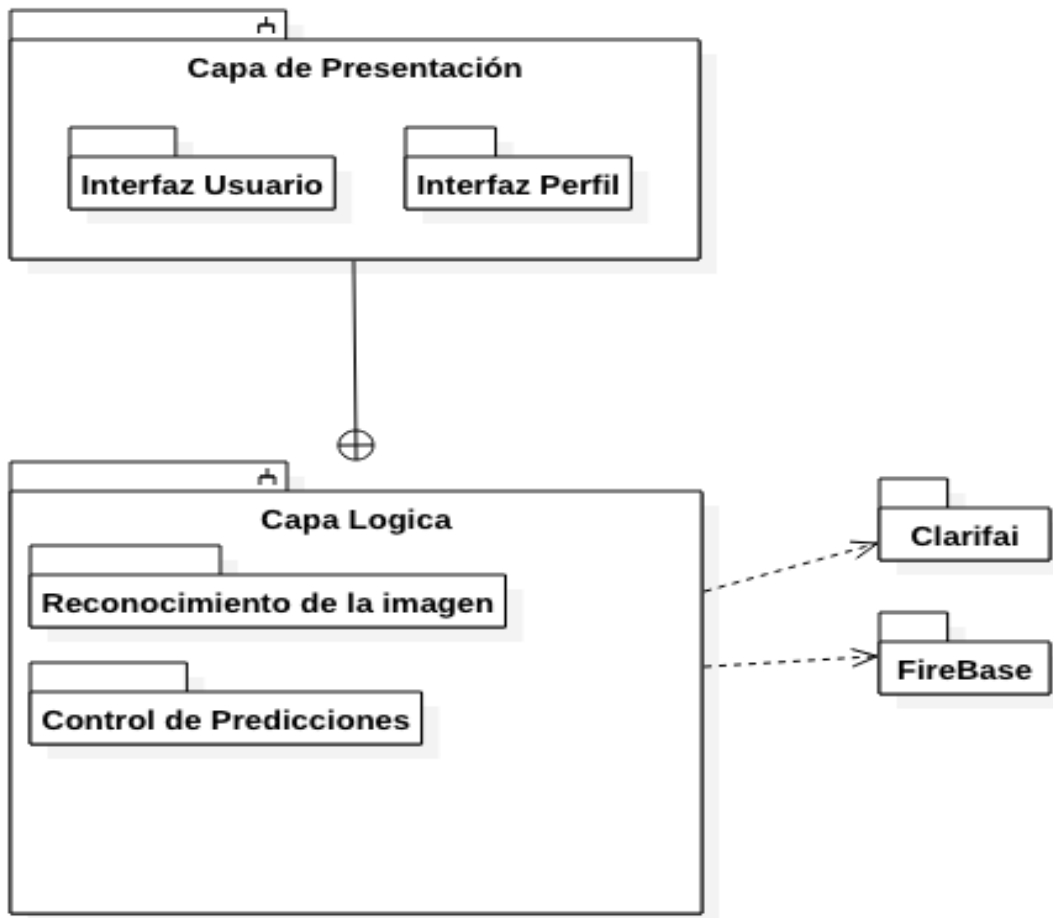 Capa de Presentación
Interfaz Usuario
Interfaz Perfil
Capa Logica
Reconocimiento de la imagen
Control de Predicciones
Clarifai
FireBase